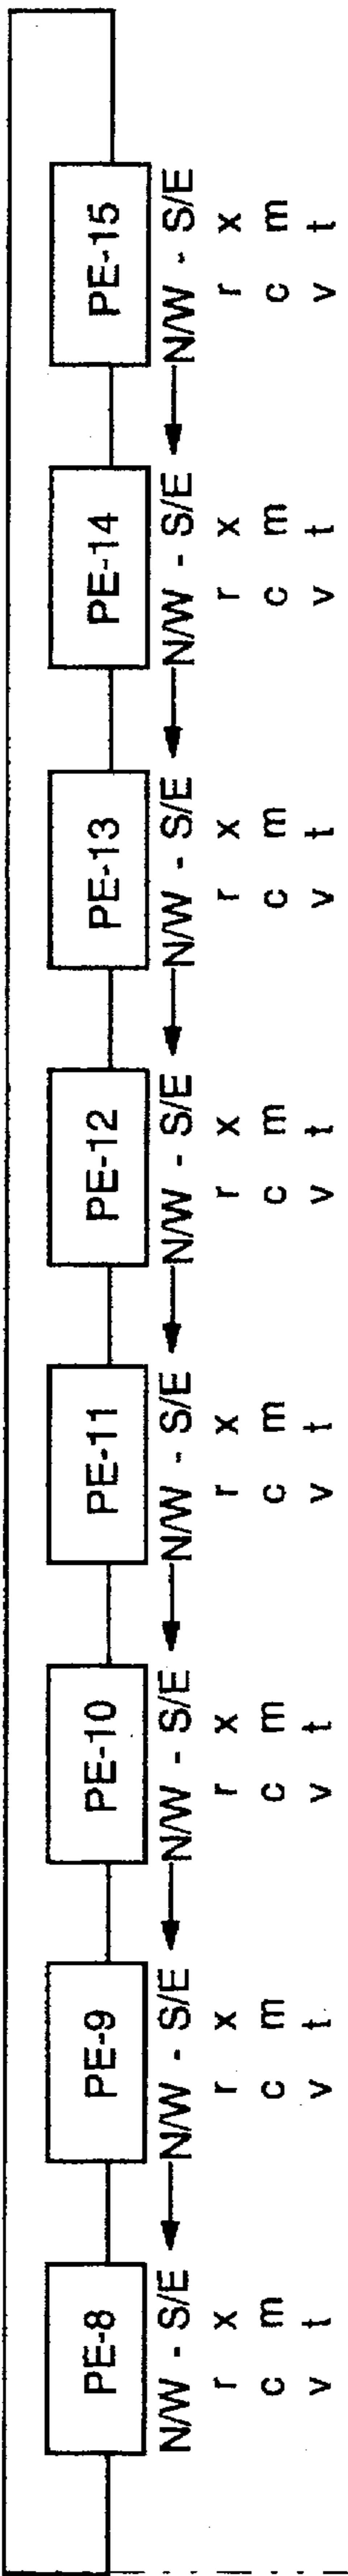 PE-8 PE-9 PE-10 PE-11 PE-12 PE-13 PE-14 PE-15
N/W - S/E N/W - S/E N/W - S/E N/W - S/E N/W - S/E N/W - S/E N/W - S/E N/W - S/E
r x r x r x r x r x r x r x r x
c m c m c m c m c m c m c m c m
v t v t v t v t v t v t v t v t